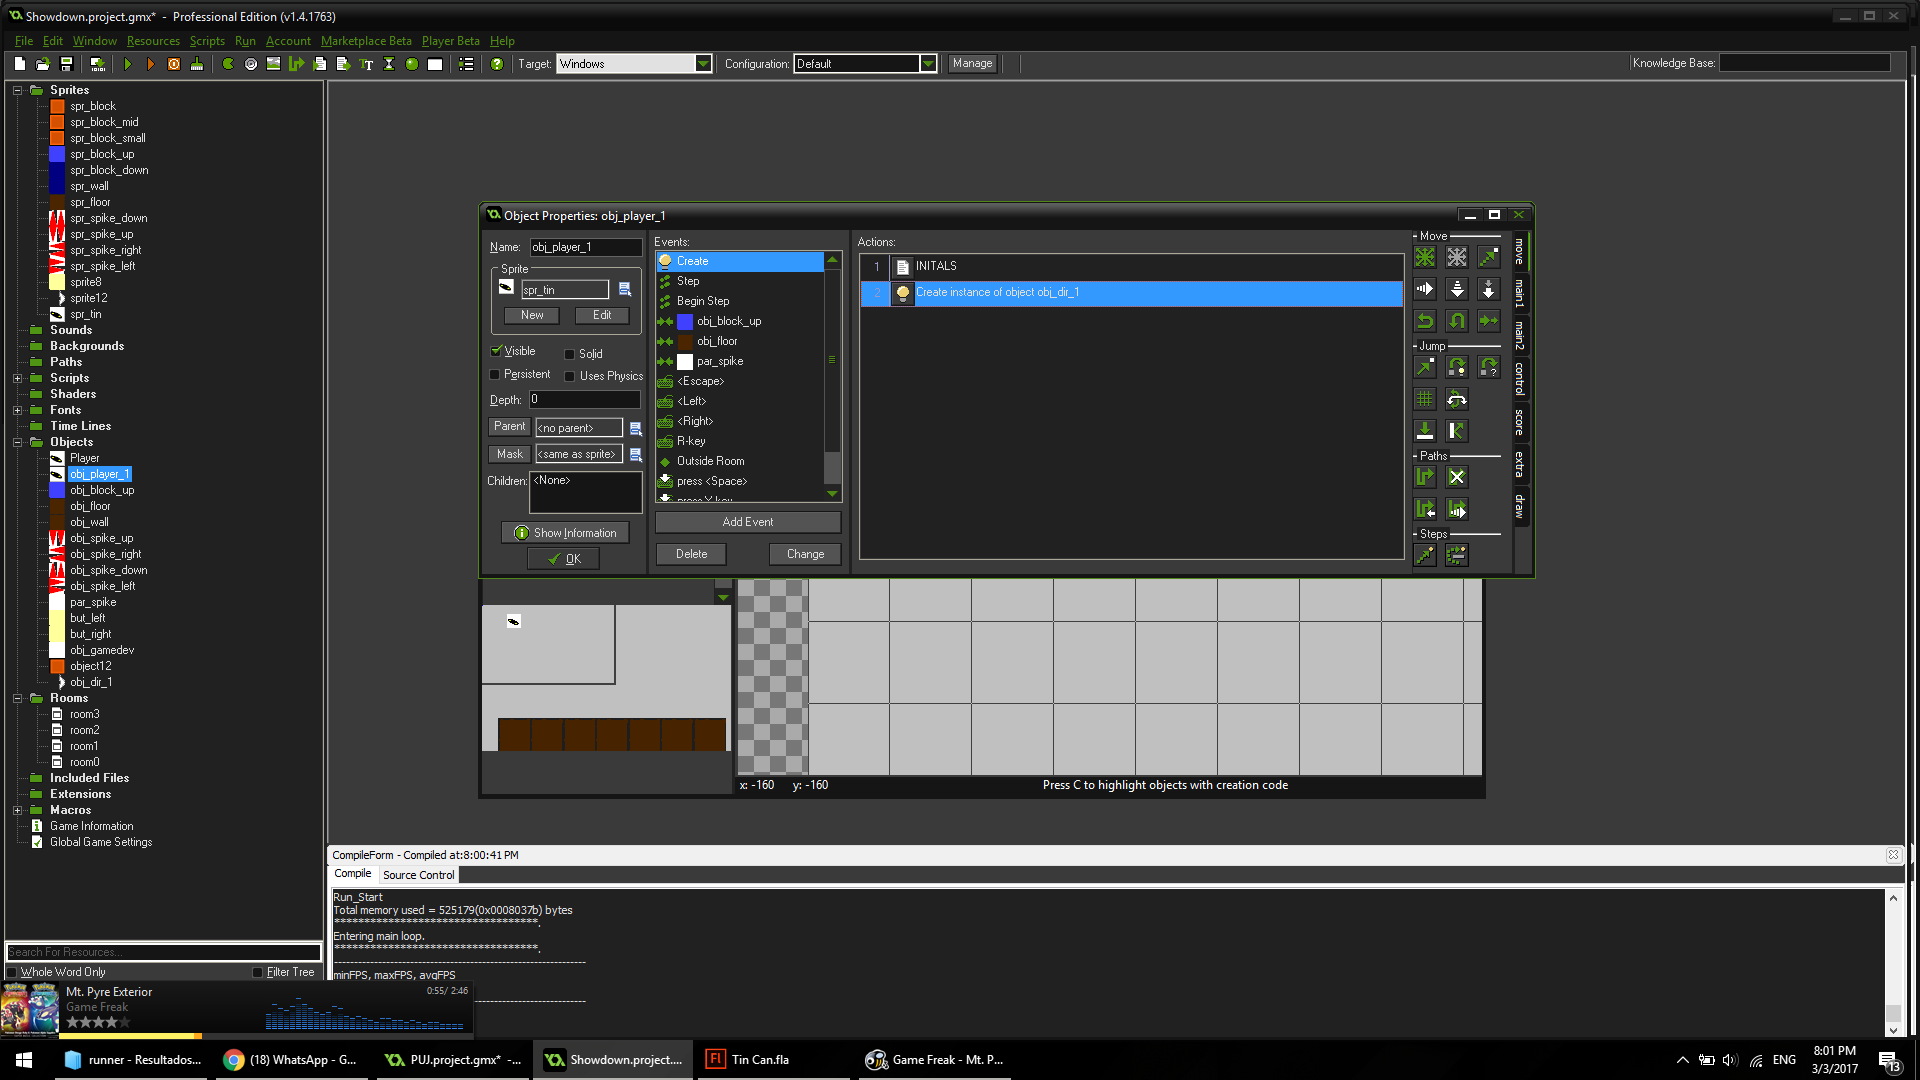 Showdown.project.gmx* - Professional Edition (v1.4.1763)
File Edit Window Resources Scripts Run Account Marketplace Beta Player Beta Help
Target: Windows Configuration: Default Manage Knowledge Base:
Sprites
spr_block
spr_block_mid
spr_block_small
spr_block_up
spr_block_down
spr_wall
spr_floor
spr_spike_down
spr_spike_up
spr_spike_right
spr_spike_left
sprite8
sprite12
spr_tin
Sounds
Backgrounds
Paths
Scripts
Shaders
Fonts
Time Lines
Objects
Player
obj_player_1
obj_block_up
obj_floor
obj_wall
obj_spike_up
obj_spike_right
obj_spike_down
obj_spike_left
par_spike
but_left
but_right
obj_gamedev
object12
obj_dir_1
Rooms
room3
room2
room1
room0
Included Files
Extensions
Macros
Game Information
Global Game Settings
Search For Resources...
Whole Word Only Filter Tree
Object Properties: obj_player_1
Name: obj_player_1
Sprite
spr_tin
New Edit
Visible Solid
Persistent Uses Physics
Depth: 0
Parent <no parent>
Mask <same as sprite>
Children: <None>
Show Information
OK
Events:
Create
Step
Begin Step
obj_block_up
obj_floor
par_spike
<Escape>
<Left>
<Right>
R-key
Outside Room
press <Space>
press Y-key
Add Event
Delete Change
Actions:
1 INITALS
2 Create instance of object obj_dir_1
Move
Jump
Paths
Steps
move
main1
main2
control
score
extra
draw
x: -160 y: -160 Press C to highlight objects with creation code
CompileForm - Compiled at:8:00:41 PM
Compile Source Control
Run_Start
Total memory used = 525179(0x0008037b) bytes
**********************************.
Entering main loop.
**********************************.
minFPS, maxFPS, avgFPS
Mt. Pyre Exterior 0:55/ 2:46
Game Freak
runner - Resultados... (18) WhatsApp - G... PUJ.project.gmx* -... Showdown.project.... Tin Can.fla Game Freak - Mt. P... ENG 8:01 PM
3/3/2017 13